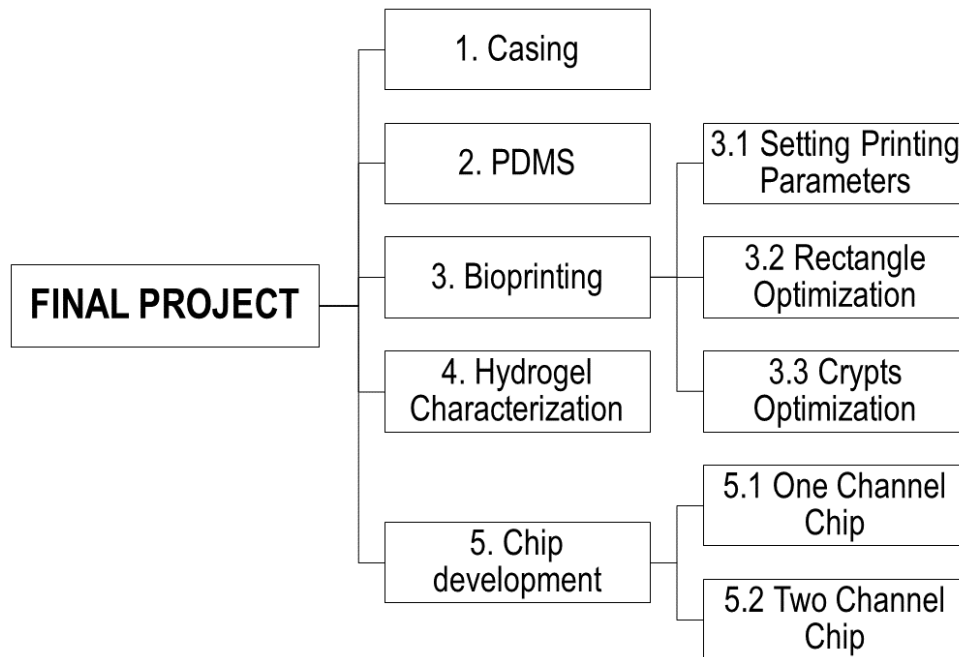 FINAL PROJECT
1. Casing
2. PDMS
3. Bioprinting
3.1 Setting Printing
Parameters
3.2 Rectangle
Optimization
3.3 Crypts
Optimization
4. Hydrogel
Characterization
5. Chip
development
5.1 One Channel
Chip
5.2 Two Channel
Chip